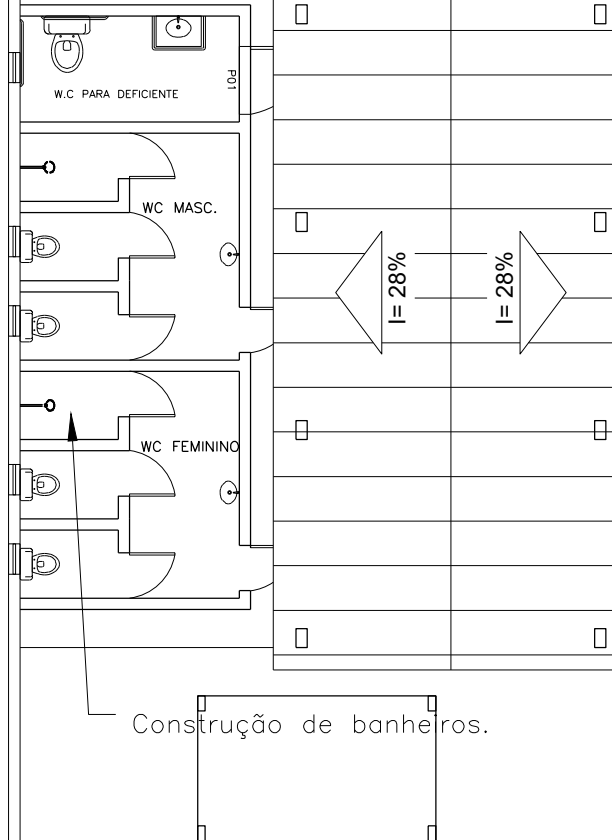 P01
W.C PARA DEFICIENTE
WC MASC.
I= 28%
I= 28%
WC FEMININO
Construção de banheiros.